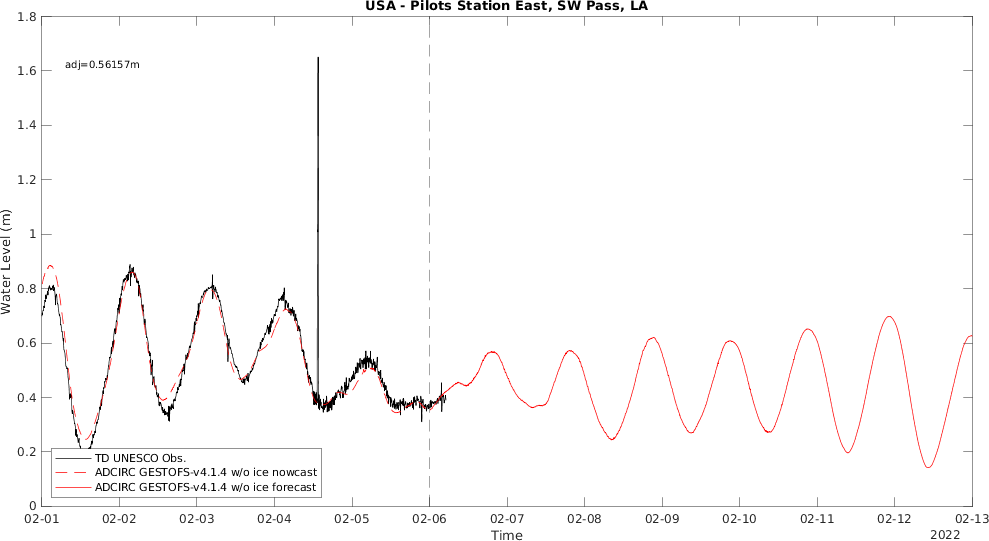 USA - Pilots Station East, SW Pass, LA
1.8
1.6
1.4
1.2
1
0.8
0.6
0.4
0.2
0
Water Level (m)
adj=0.56157m
TD UNESCO Obs.
ADCIRC GESTOFS-v4.1.4 w/o ice nowcast
ADCIRC GESTOFS-v4.1.4 w/o ice forecast
02-01 02-02 02-03 02-04 02-05 02-06 02-07 02-08 02-09 02-10 02-11 02-12 02-13
Time
2022